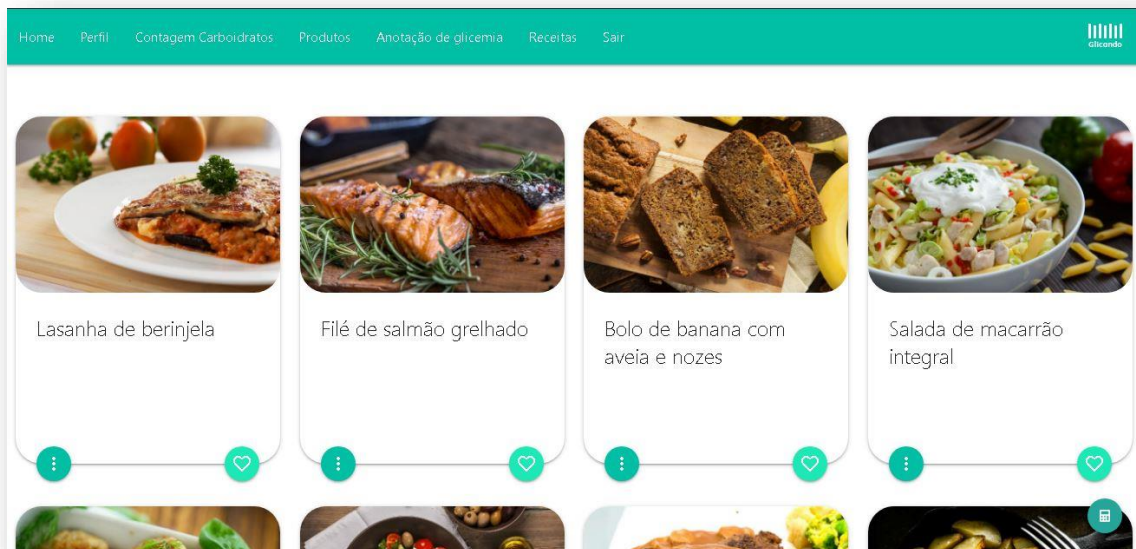 Home Perfil Contagem Carboidratos Produtos Anotação de glicemia Receitas Sair
Glicando
Lasanha de berinjela
Filé de salmão grelhado
Bolo de banana com
aveia e nozes
Salada de macarrão
integral